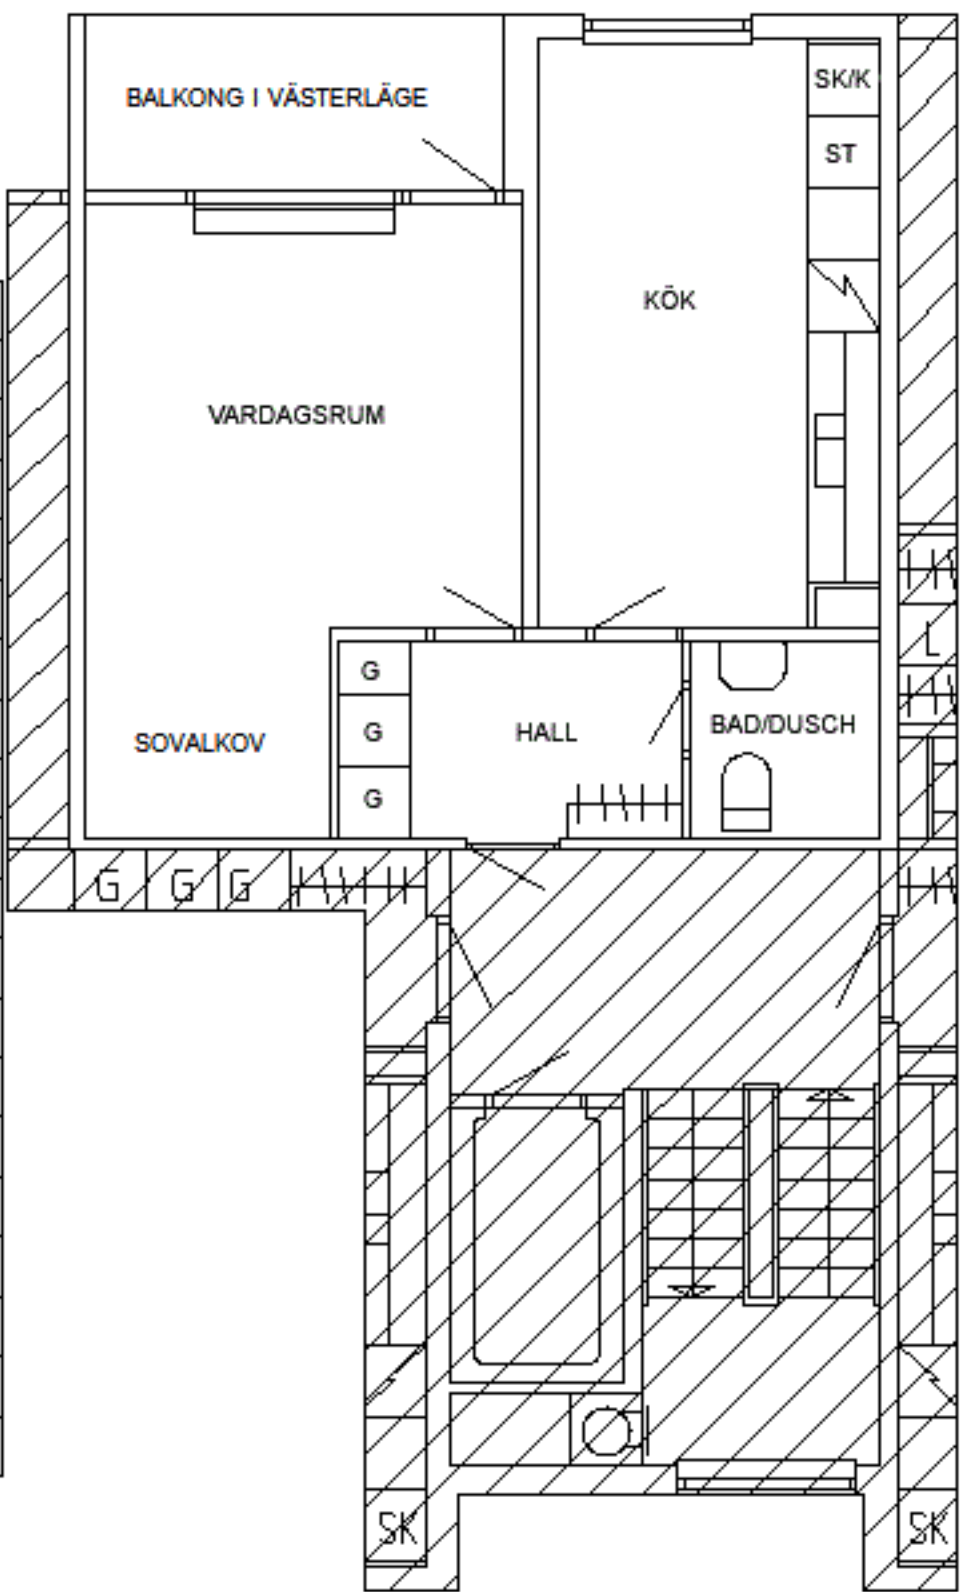 BALKONG I VÄSTERLÄGE
SK/K
ST
KÖK
VARDAGSRUM
L
G
HALL
BAD/DUSCH
SOVALKOV
G
G
G G G
SK
SK